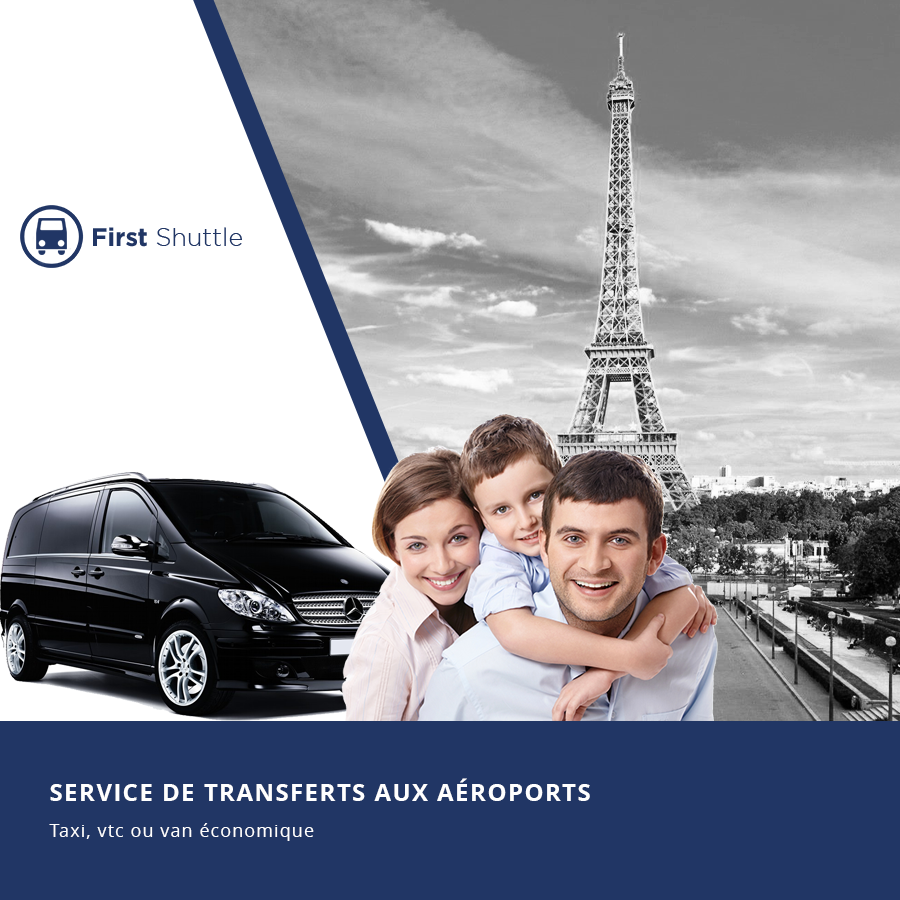 First Shuttle
SERVICE DE TRANSFERTS AUX AÉROPORTS
Taxi, vtc ou van économique